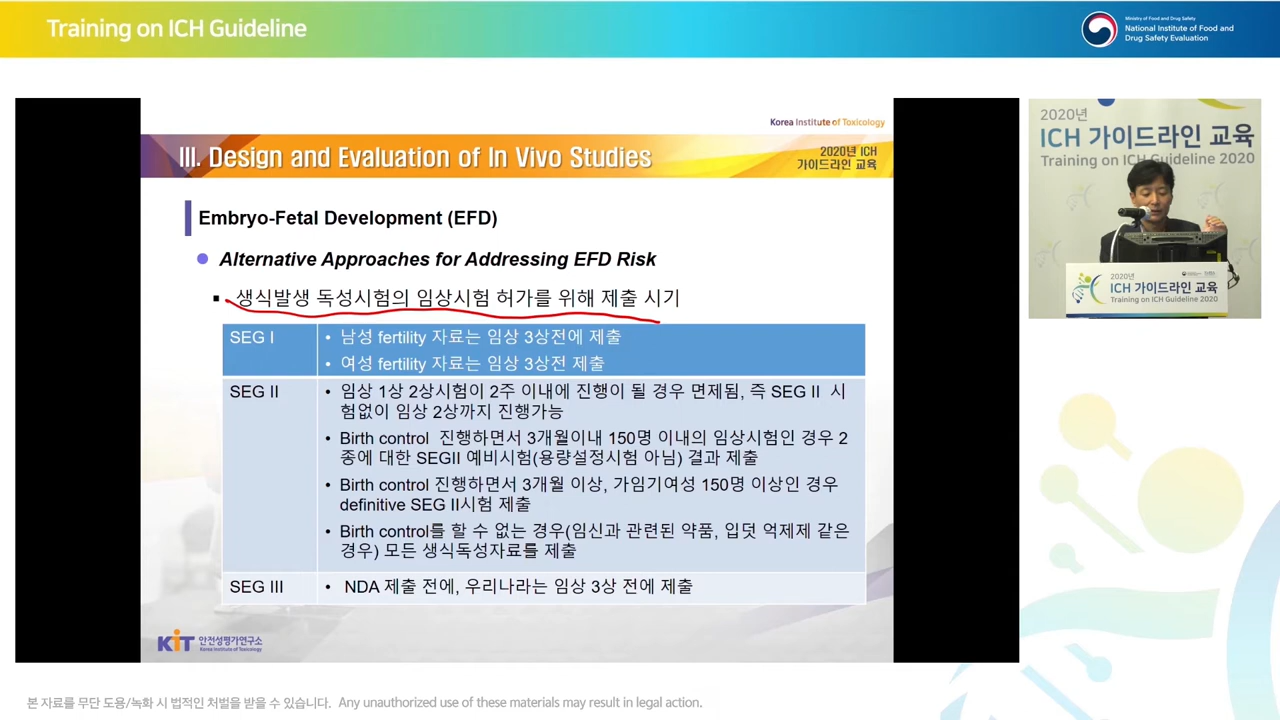 Training on ICH Guideline
Ministry of Food and Drug Safety
National Institute of Food and
Drug Safety Evaluation
Korea Institute of Toxicology
III. Design and Evaluation of In Vivo Studies
2020년 ICH
가이드라인 교육
Embryo-Fetal Development (EFD)
Alternative Approaches for Addressing EFD Risk
생식발생 독성시험의 임상시험 허가를 위해 제출 시기
SEG I
• 남성 fertility 자료는 임상 3상전에 제출
• 여성 fertility 자료는 임상 3상전 제출
SEG II
• 임상 1상 2상시험이 2주 이내에 진행이 될 경우 면제됨, 즉 SEG II 시
험없이 임상 2상까지 진행가능
• Birth control 진행하면서 3개월이내 150명 이내의 임상시험인 경우 2
종에 대한 SEGII 예비시험(용량설정시험 아님) 결과 제출
• Birth control 진행하면서 3개월 이상, 가임기여성 150명 이상인 경우
definitive SEG II시험 제출
• Birth control를 할 수 없는 경우(임신과 관련된 약품, 입덧 억제제 같은
경우) 모든 생식독성자료를 제출
SEG III
• NDA 제출 전에, 우리나라는 임상 3상 전에 제출
KIT 안전성평가연구소
Korea Institute of Toxicology
2020년
ICH 가이드라인 교육
Training on ICH Guideline 2020
2020년
ICH 가이드라인 교육
Training on ICH Guideline 2020
본 자료를 무단 도용/녹화 시 법적인 처벌을 받을 수 있습니다. Any unauthorized use of these materials may result in legal action.